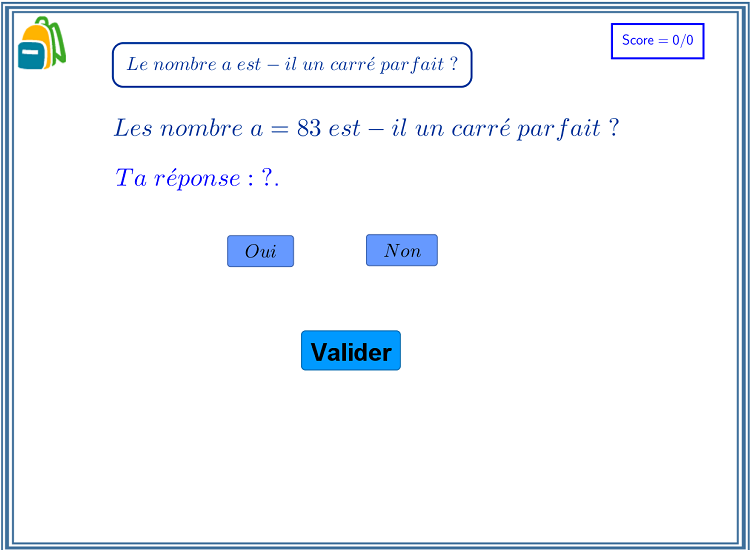 Score = 0/0
Le nombre a est − il un carré parfait ?
Les nombre a = 83 est − il un carré parfait ?
Ta réponse : ?.
Oui
Non
Valider